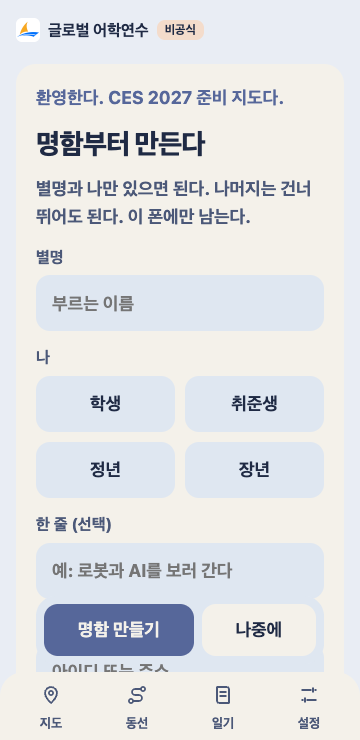 글로벌 어학연수 비공식
환영한다. CES 2027 준비 지도다.
명함부터 만든다
별명과 나만 있으면 된다. 나머지는 건너
뛰어도 된다. 이 폰에만 남는다.
별명
부르는 이름
나
학생 취준생
정년 장년
한 줄 (선택)
예: 로봇과 AI를 보러 간다
명함 만들기 나중에
아이디 또는 주소
지도 동선 일기 설정